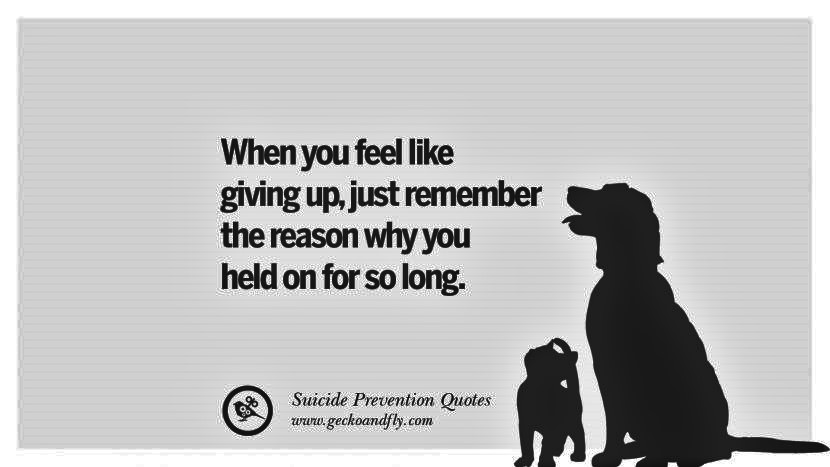 When you feel like
giving up, just remember
the reason why you
held on for so long.
Suicide Prevention Quotes
www.geckoandfly.com